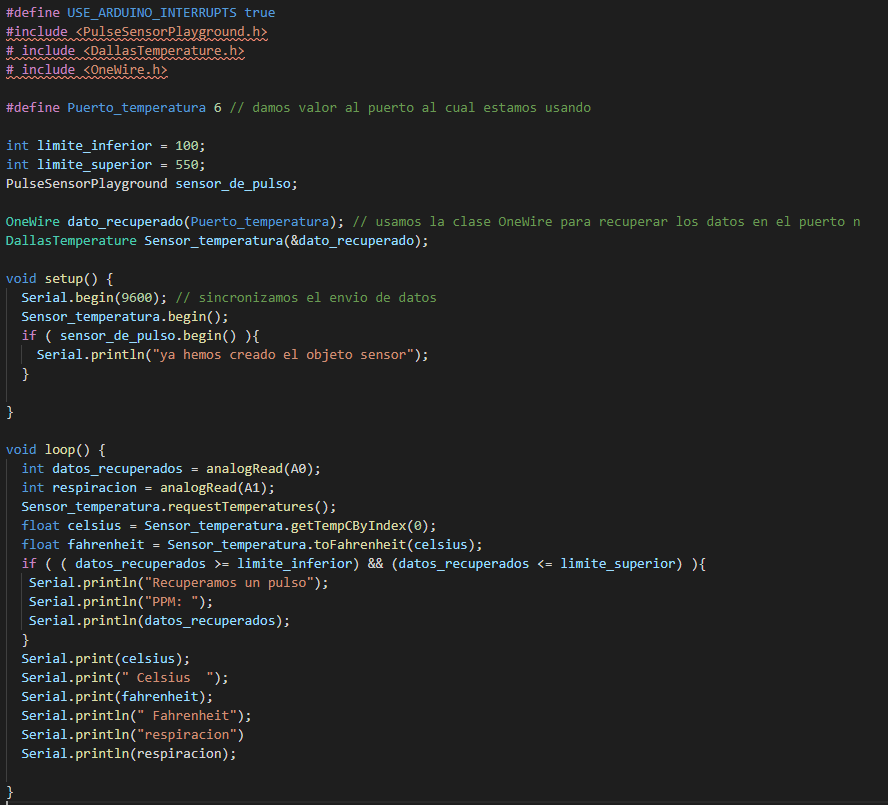 #define USE_ARDUINO_INTERRUPTS true
#include <PulseSensorPlayground.h>
# include <DallasTemperature.h>
# include <OneWire.h>
#define Puerto_temperatura 6 // damos valor al puerto al cual estamos usando
int limite_inferior = 100;
int limite_superior = 550;
PulseSensorPlayground sensor_de_pulso;
OneWire dato_recuperado(Puerto_temperatura); // usamos la clase OneWire para recuperar los datos en el puerto n
DallasTemperature Sensor_temperatura(&dato_recuperado);
void setup() {
  Serial.begin(9600); // sincronizamos el envio de datos
  Sensor_temperatura.begin();
  if ( sensor_de_pulso.begin() ){
    Serial.println("ya hemos creado el objeto sensor");
  }
}
void loop() {
  int datos_recuperados = analogRead(A0);
  int respiracion = analogRead(A1);
  Sensor_temperatura.requestTemperatures();
  float celsius = Sensor_temperatura.getTempCByIndex(0);
  float fahrenheit = Sensor_temperatura.toFahrenheit(celsius);
  if ( ( datos_recuperados >= limite_inferior) && (datos_recuperados <= limite_superior) ){
   Serial.println("Recuperamos un pulso");
   Serial.println("PPM: ");
   Serial.println(datos_recuperados);
  }
  Serial.print(celsius);
  Serial.print(" Celsius  ");
  Serial.print(fahrenheit);
  Serial.println(" Fahrenheit");
  Serial.println("respiracion")
  Serial.println(respiracion);
}